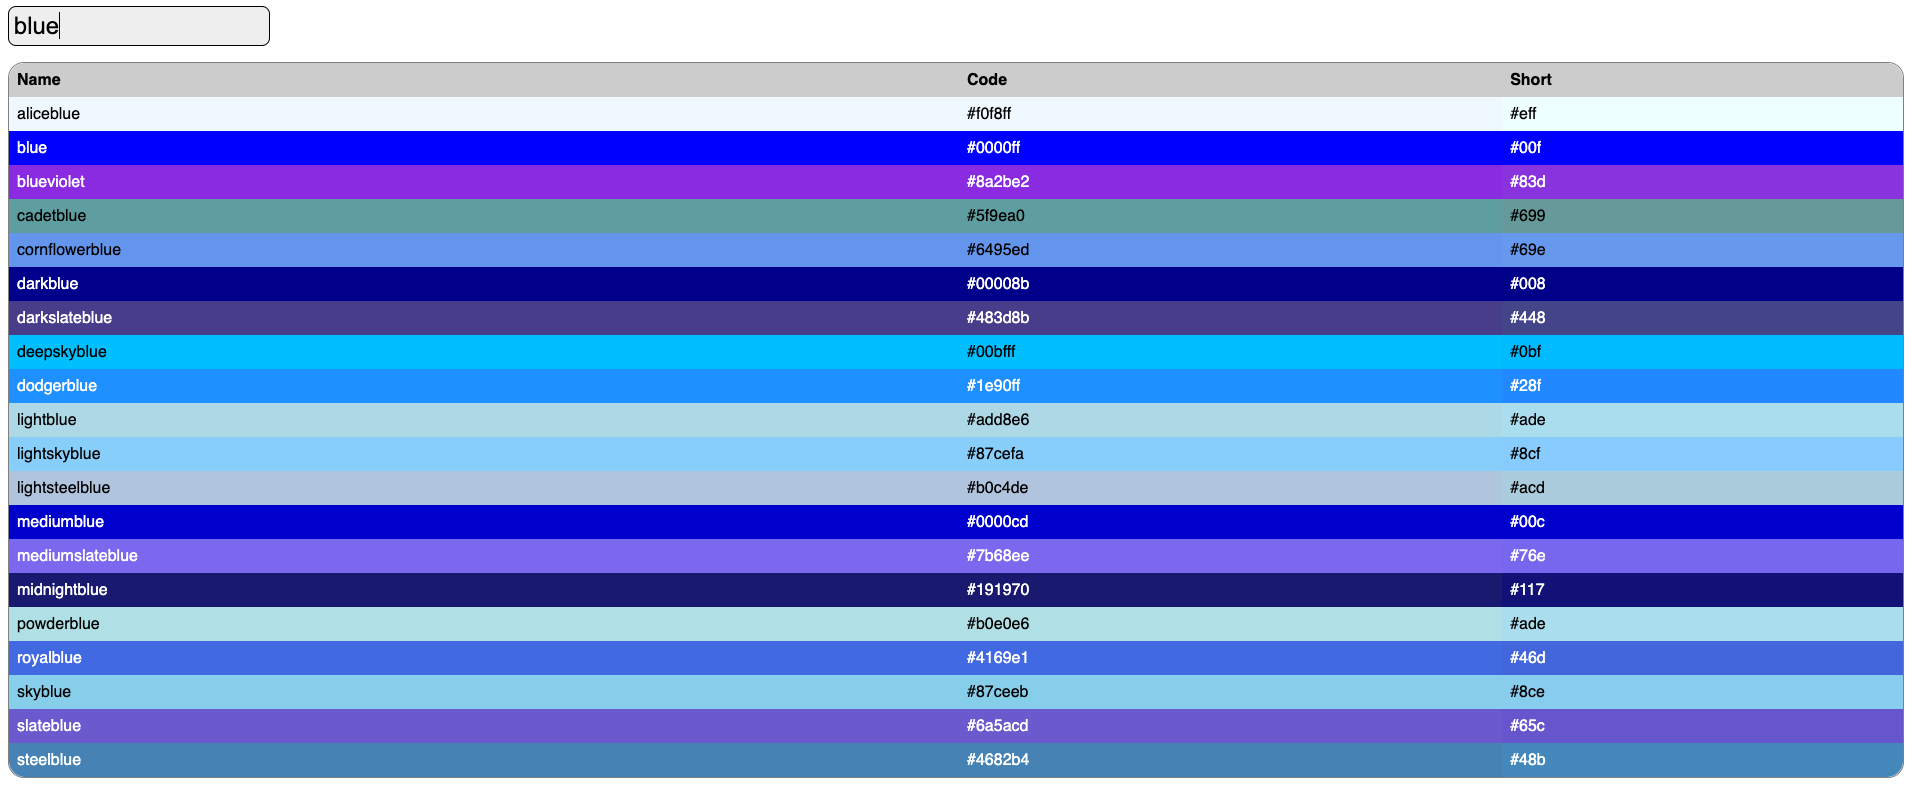 blue
Name Code Short
aliceblue #f0f8ff #eff
blue #0000ff #00f
blueviolet #8a2be2 #83d
cadetblue #5f9ea0 #699
cornflowerblue #6495ed #69e
darkblue #00008b #008
darkslateblue #483d8b #448
deepskyblue #00bfff #0bf
dodgerblue #1e90ff #28f
lightblue #add8e6 #ade
lightskyblue #87cefa #8cf
lightsteelblue #b0c4de #acd
mediumblue #0000cd #00c
mediumslateblue #7b68ee #76e
midnightblue #191970 #117
powderblue #b0e0e6 #ade
royalblue #4169e1 #46d
skyblue #87ceeb #8ce
slateblue #6a5acd #65c
steelblue #4682b4 #48b